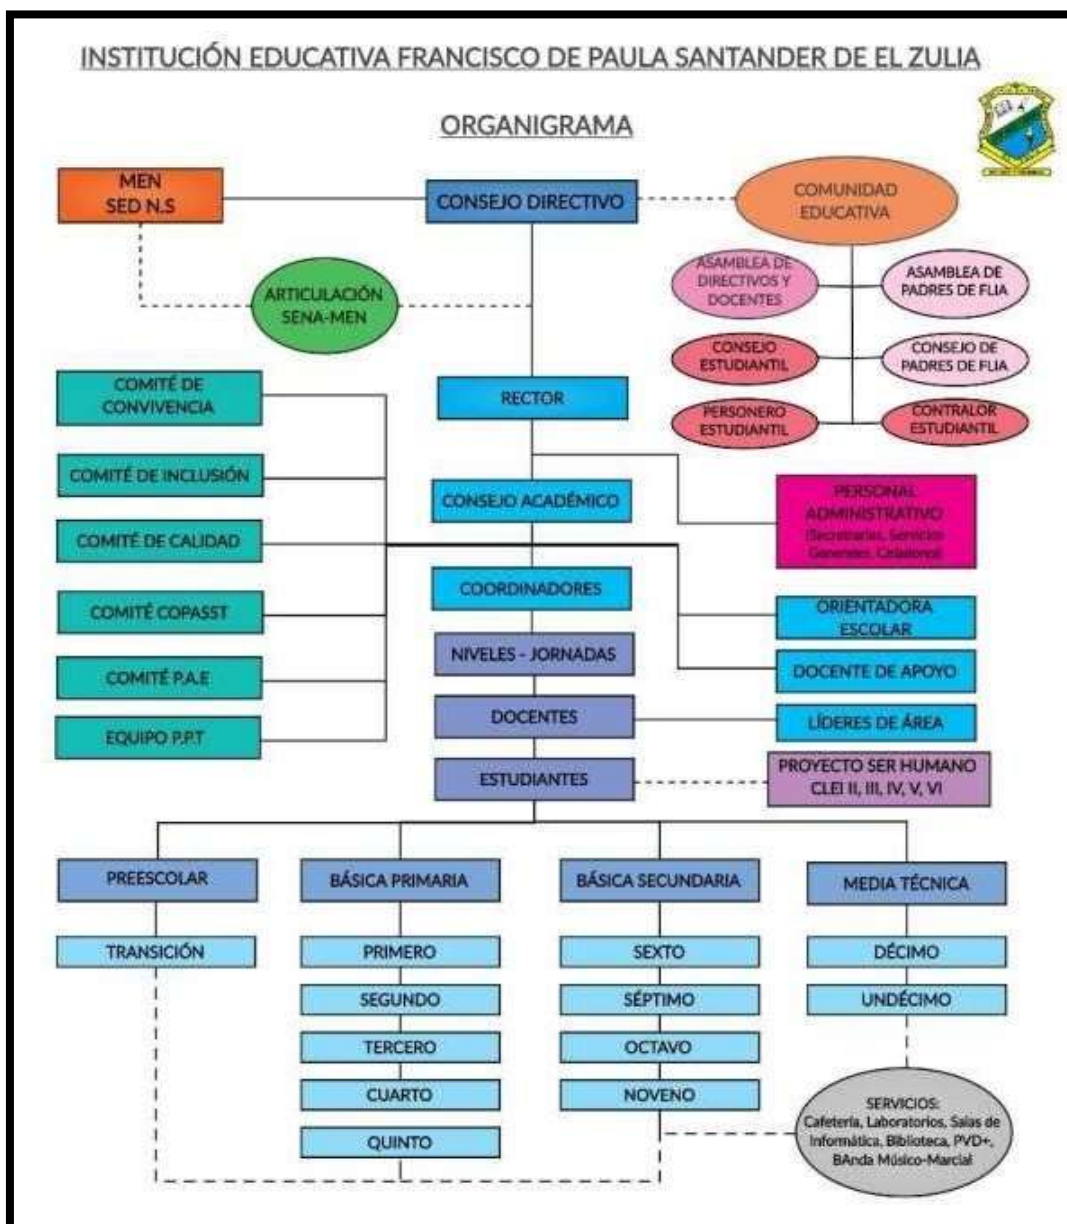 INSTITUCIÓN EDUCATIVA FRANCISCO DE PAULA SANTANDER DE EL ZULIA
ORGANIGRAMA
MEN
SED N.S
CONSEJO DIRECTIVO
COMUNIDAD
EDUCATIVA
ARTICULACIÓN
SENA-MEN
ASAMBLEA DE
DIRECTIVOS Y
DOCENTES
ASAMBLEA DE
PADRES DE FLIA
CONSEJO
ESTUDIANTIL
CONSEJO DE
PADRES DE FLIA
PERSONERO
ESTUDIANTIL
CONTRALOR
ESTUDIANTIL
COMITÉ DE
CONVIVENCIA
RECTOR
COMITÉ DE INCLUSIÓN
CONSEJO ACADÉMICO
PERSONAL
ADMINISTRATIVO
(Secretarias, Servicios
Generales, Celadores)
COMITÉ DE CALIDAD
COORDINADORES
COMITÉ COPASST
ORIENTADORA
ESCOLAR
NIVELES - JORNADAS
COMITÉ P.A.E
DOCENTE DE APOYO
DOCENTES
LÍDERES DE ÁREA
EQUIPO P.P.T
ESTUDIANTES
PROYECTO SER HUMANO
CLEI II, III, IV, V, VI
PREESCOLAR
BÁSICA PRIMARIA
BÁSICA SECUNDARIA
MEDIA TÉCNICA
TRANSICIÓN
PRIMERO
SEXTO
DÉCIMO
SEGUNDO
SÉPTIMO
UNDÉCIMO
TERCERO
OCTAVO
CUARTO
NOVENO
QUINTO
SERVICIOS:
Cafetería, Laboratorios, Salas de
Informática, Biblioteca, PVD+,
BAnda Músico-Marcial